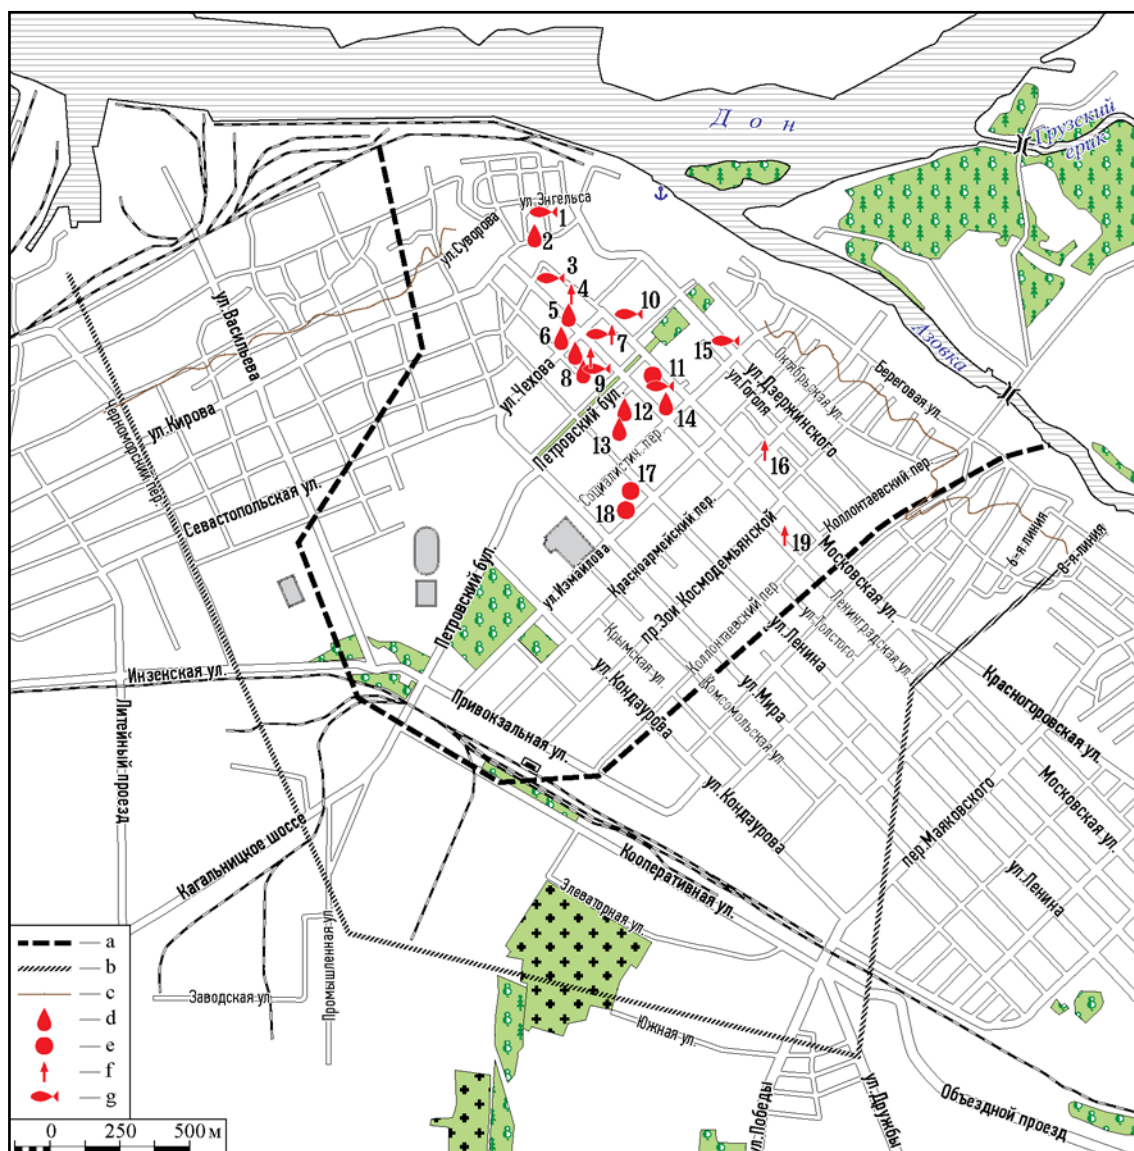 Дон
Грузский
ерик
ул.Энгельса
1
2
ул.Суворова
3
4
5
10
6
7
15
Азовка
ул.Васильева
8
9
11
ул.Чехова
Октябрьская ул.
Береговая ул.
ул.Дзержинского
ул.Гоголя
ул.Кирова
Черноморский пер.
12
14
13
Петровский бул.
Социалистич. пер.
16
17
18
Севастопольская ул.
Коллонтаевский пер.
Красноармейский пер.
19
6-я линия
8-я линия
ул.Измайлова
пр.Зои Космодемьянской
Московская ул.
Петровский бул.
Крымская ул.
Коллонтаевский пер.
ул.Ленина
ул.Толстого
Ленинградская ул.
Инзенская ул.
ул.Кондаурова
ул.Мира
Комсомольская ул.
Красногоровская ул.
Литейный проезд
Привокзальная ул.
ул.Кондаурова
Московская ул.
пер.Маяковского
Кагальницкое шоссе
Кооперативная ул.
ул.Ленина
Элеваторная ул.
Промышленная ул.
Заводская ул.
Южная ул.
ул.Победы
ул.Дружбы
Объездной проезд
— a
— b
— c
— d
— e
— f
— g
0 250 500 м